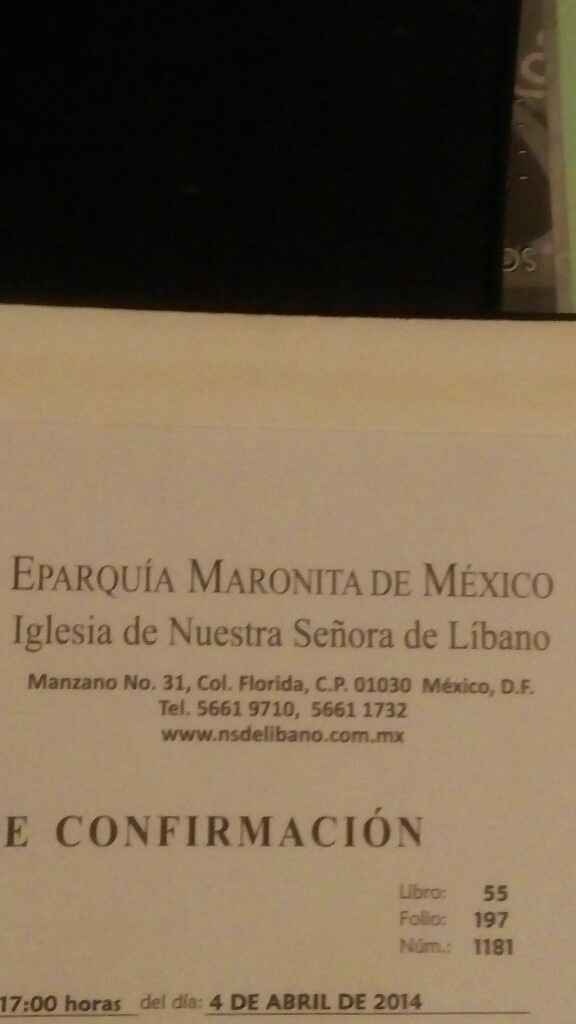 EPARQUÍA MARONITA DE MÉXICO
Iglesia de Nuestra Señora de Líbano
Manzano No. 31, Col. Florida, C.P. 01030 México, D.F.
Tel. 5661 9710, 5661 1732
www.nsdelibano.com.mx
E CONFIRMACIÓN
Libro: 55
Folio: 197
Núm.: 1181
17:00 horas del día: 4 DE ABRIL DE 2014